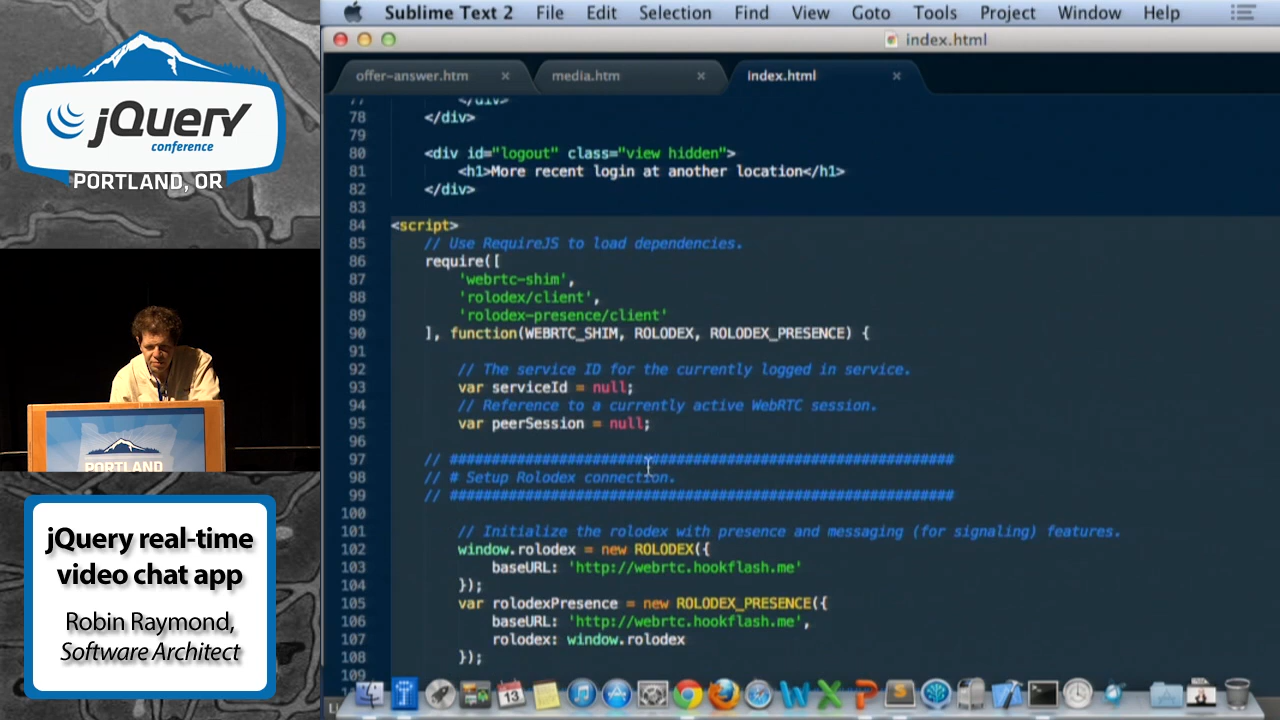 jQuery
conference
PORTLAND, OR
PORTLAND
jQuery real-time
video chat app
Robin Raymond,
Software Architect
Sublime Text 2 File Edit Selection Find View Goto Tools Project Window Help
index.html
offer-answer.htm × media.htm × index.html ×
77 </div>
78 </div>
79
80 <div id="logout" class="view hidden">
81 <h1>More recent login at another location</h1>
82 </div>
83
84 <script>
85 // Use RequireJS to load dependencies.
86 require([
87 'webrtc-shim',
88 'rolodex/client',
89 'rolodex-presence/client'
90 ], function(WEBRTC_SHIM, ROLODEX, ROLODEX_PRESENCE) {
91
92 // The service ID for the currently logged in service.
93 var serviceId = null;
94 // Reference to a currently active WebRTC session.
95 var peerSession = null;
96
97 // ############################################################
98 // # Setup Rolodex connection.
99 // ############################################################
100
101 // Initialize the rolodex with presence and messaging (for signaling) features.
102 window.rolodex = new ROLODEX({
103 baseURL: 'http://webrtc.hookflash.me'
104 });
105 var rolodexPresence = new ROLODEX_PRESENCE({
106 baseURL: 'http://webrtc.hookflash.me',
107 rolodex: window.rolodex
108 });
109
13